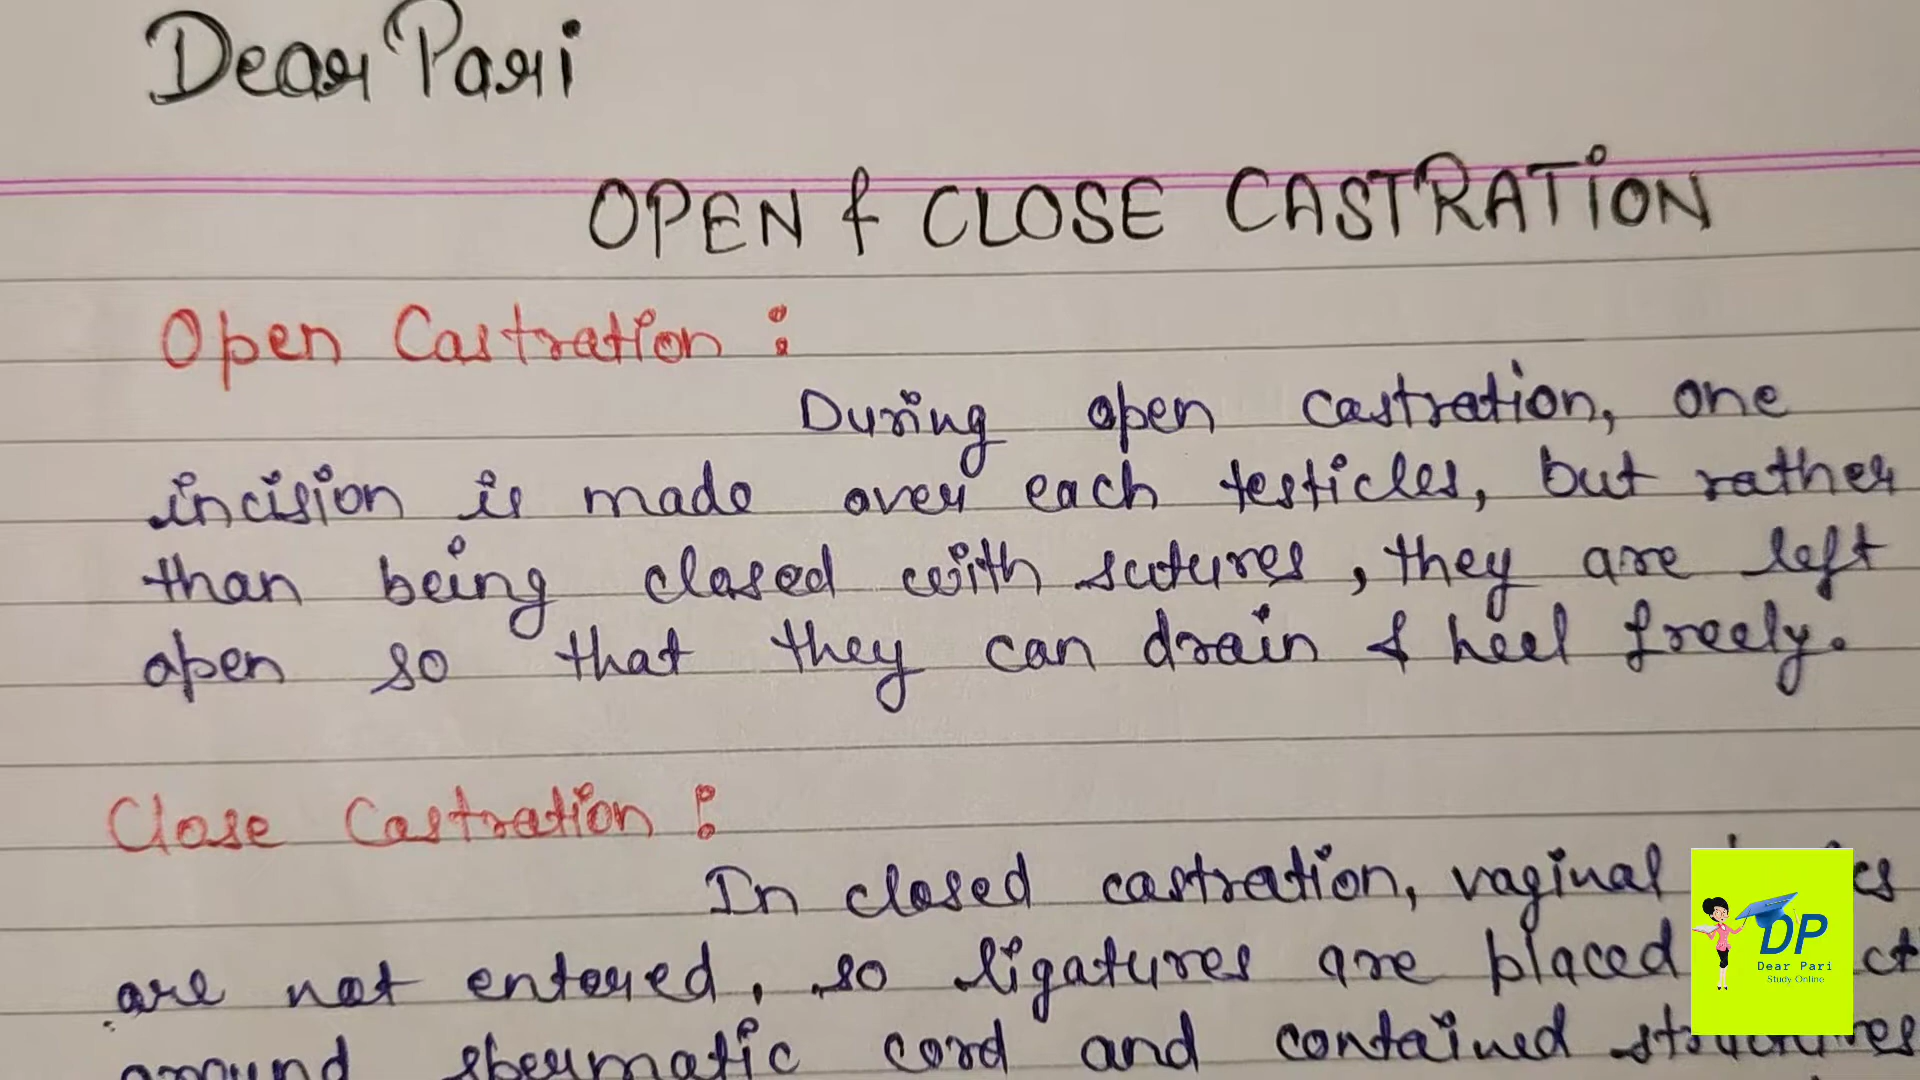 Dear Pari
OPEN & CLOSE CASTRATION
Open Castration :
During open castration, one
incision is made over each testicles, but rather
than being closed with sutures, they are left
open so that they can drain & heel freely.
Close Castration :
In closed castration, vaginal
are not entered, so ligatures are placed
around spermatic cord and contained structures
DP
Dear Pari
Study Online